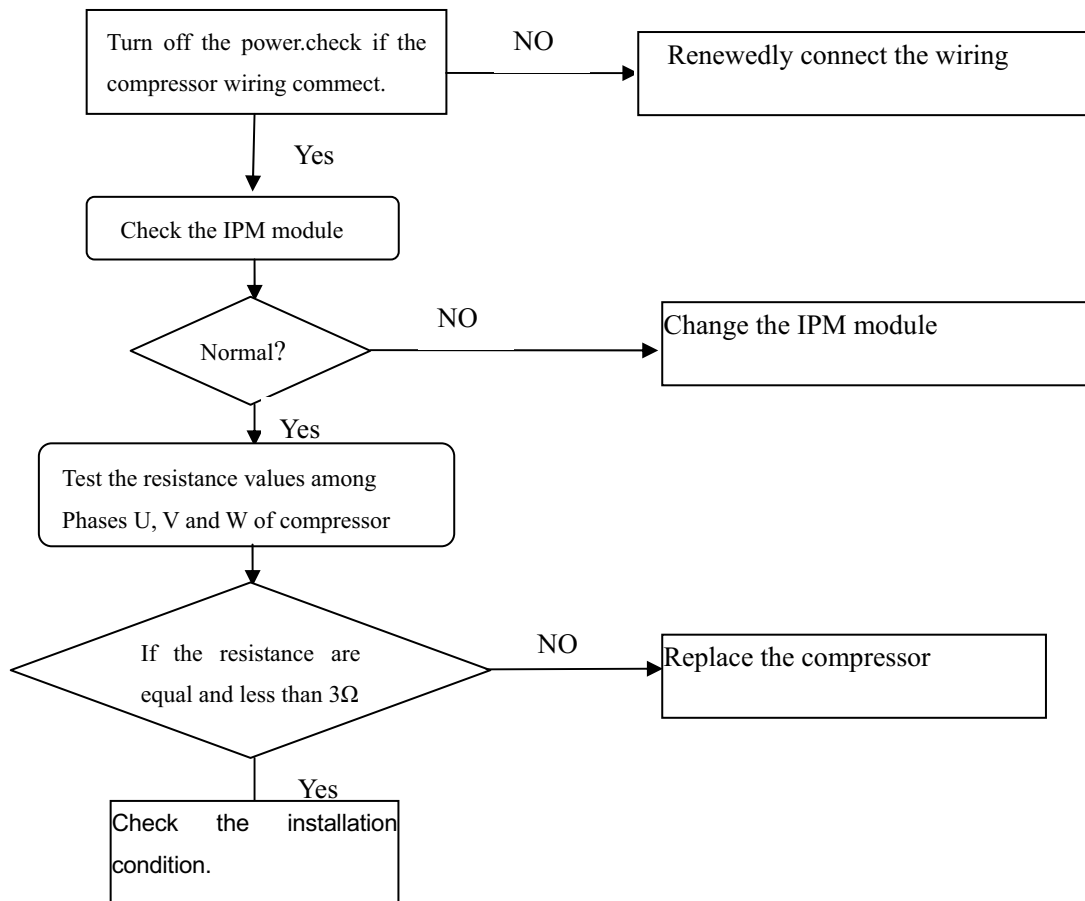 Turn off the power.check if the
compressor wiring commect.
NO
Renewedly connect the wiring
Yes
Check the IPM module
Normal?
NO
Change the IPM module
Yes
Test the resistance values among
Phases U, V and W of compressor
If the resistance are
equal and less than 3Ω
NO
Replace the compressor
Yes
Check the installation
condition.